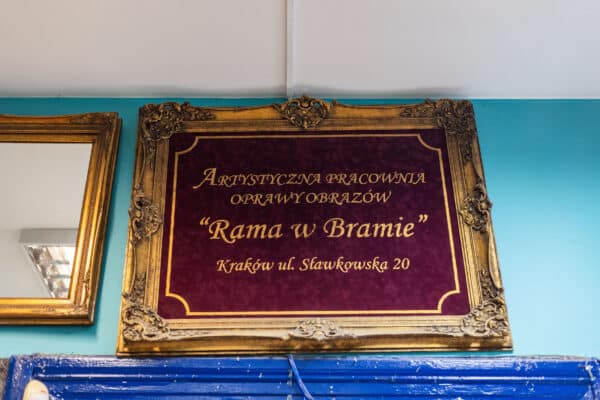 ARTYSTYCZNA PRACOWNIA
OPRAWY OBRAZÓW
“Rama w Bramie”
Kraków ul. Sławkowska 20